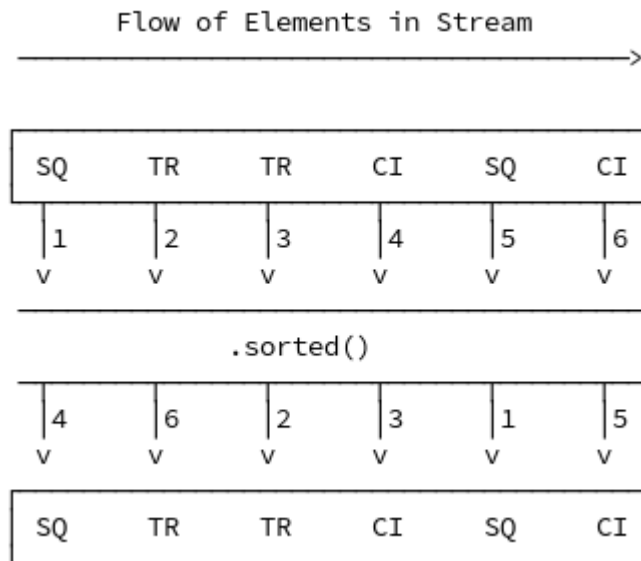 Flow of Elements in Stream
SQ TR TR CI SQ CI
1 2 3 4 5 6
v v v v v v
.sorted()
4 6 2 3 1 5
v v v v v v
SQ TR TR CI SQ CI